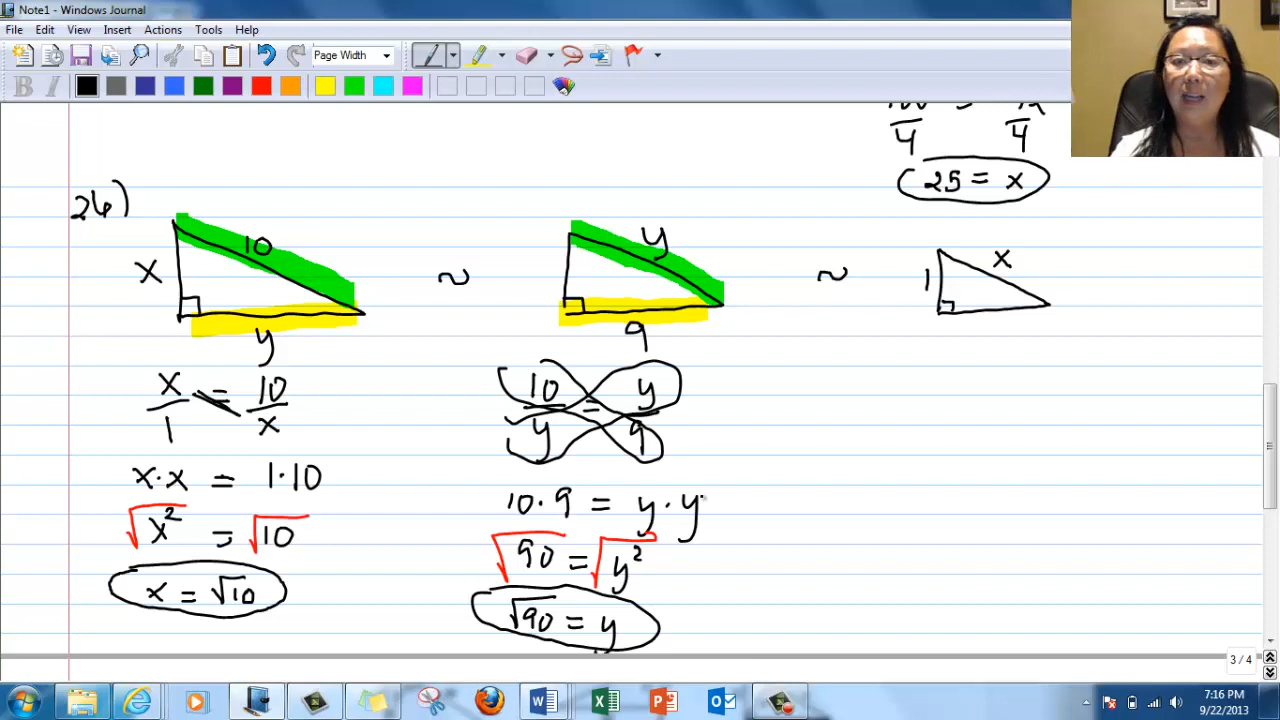 Note1 - Windows Journal
File Edit View Insert Actions Tools Help
Page Width
B I
4 4
25 = x
26)
10
x
y
~
y
9
~
1
x
x/1 = 10/x
x · x = 1 · 10
√x² = √10
x = √10
10/y = y/9
10 · 9 = y · y
√90 = √y²
√90 = y
3 / 4
7:16 PM
9/22/2013